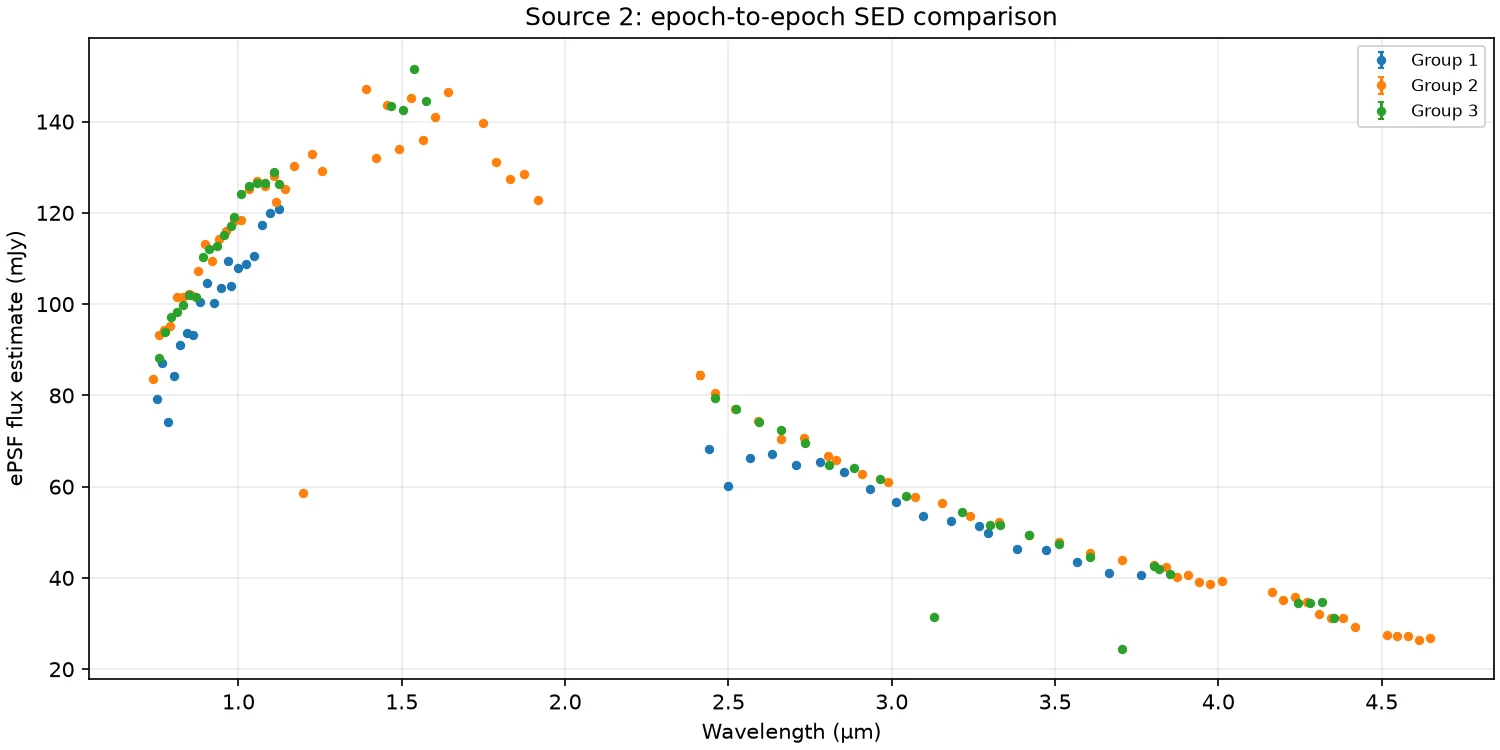 Source 2: epoch-to-epoch SED comparison
Group 1
Group 2
Group 3
ePSF flux estimate (mJy)
140
120
100
80
60
40
20
1.0 1.5 2.0 2.5 3.0 3.5 4.0 4.5
Wavelength (μm)